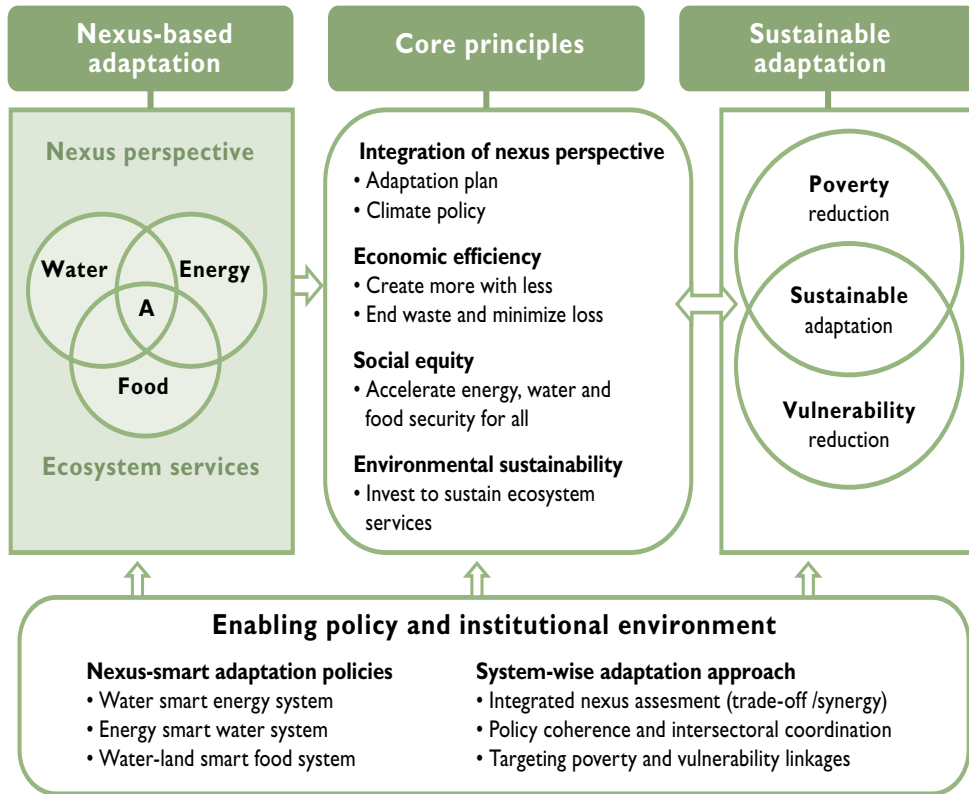 Nexus-based
adaptation
Core principles
Sustainable
adaptation
Nexus perspective
Water
Energy
A
Food
Ecosystem services
Integration of nexus perspective
• Adaptation plan
• Climate policy
Economic efficiency
• Create more with less
• End waste and minimize loss
Social equity
• Accelerate energy, water and
food security for all
Environmental sustainability
• Invest to sustain ecosystem
services
Poverty
reduction
Sustainable
adaptation
Vulnerability
reduction
Enabling policy and institutional environment
Nexus-smart adaptation policies
• Water smart energy system
• Energy smart water system
• Water-land smart food system
System-wise adaptation approach
• Integrated nexus assesment (trade-off /synergy)
• Policy coherence and intersectoral coordination
• Targeting poverty and vulnerability linkages